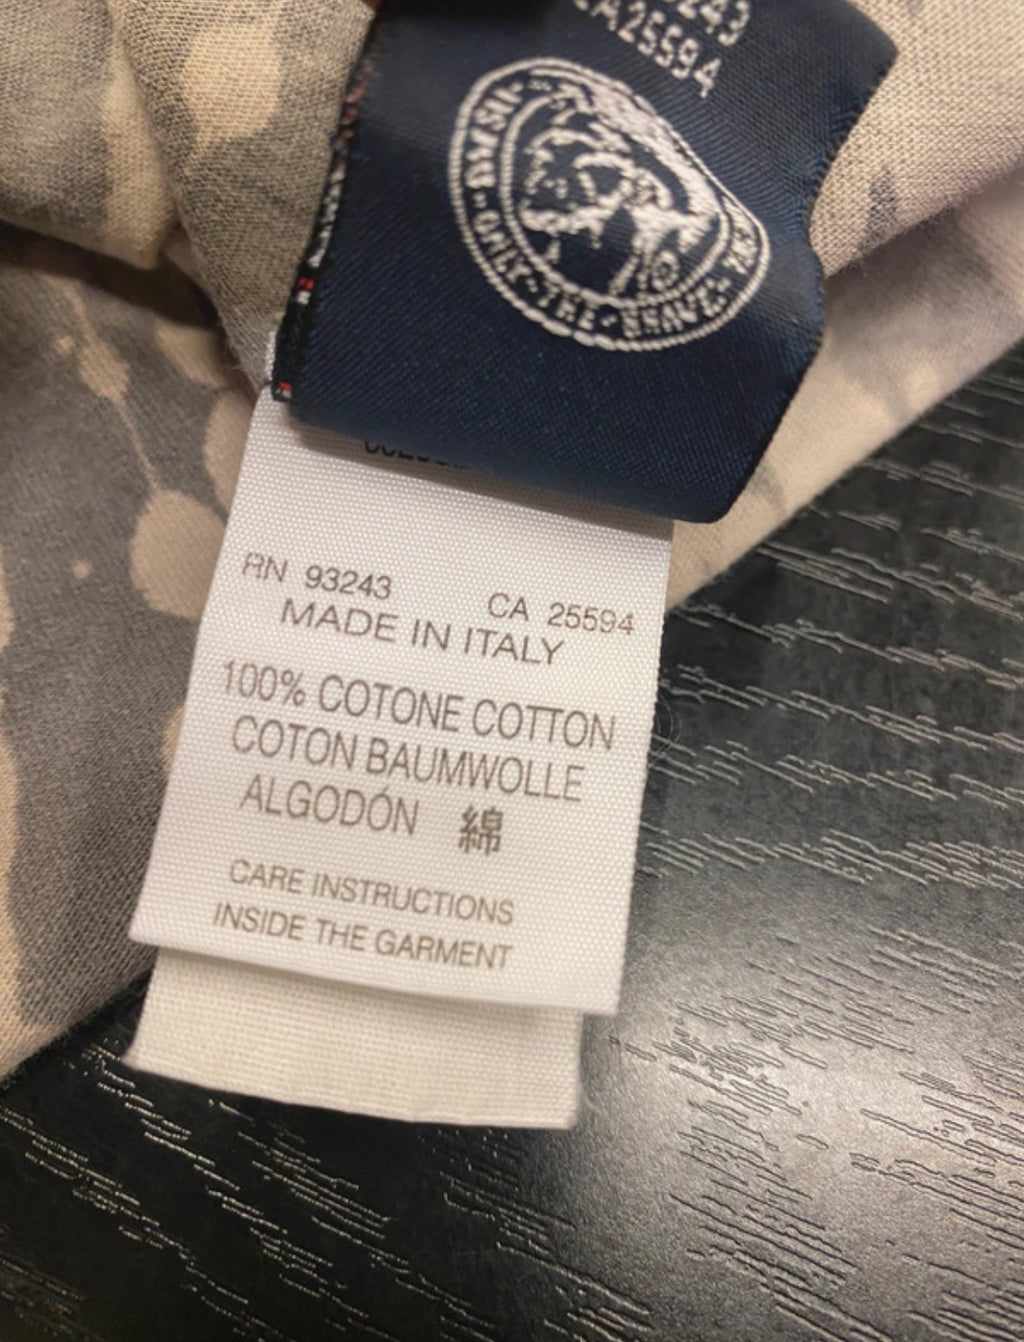 CA25594
ONLY · THE · BRAVE
RN 93243 CA 25594
MADE IN ITALY
100% COTONE COTTON
COTON BAUMWOLLE
ALGODÓN 綿
CARE INSTRUCTIONS
INSIDE THE GARMENT